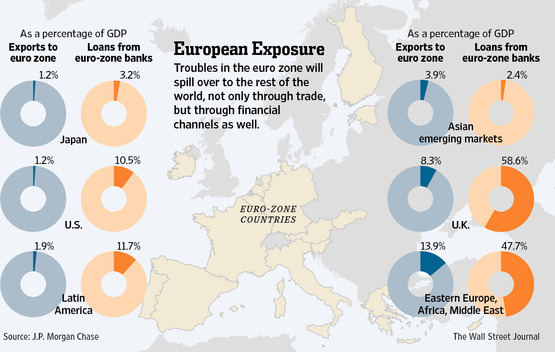 European Exposure
Troubles in the euro zone will
spill over to the rest of the
world, not only through trade,
but through financial
channels as well.
As a percentage of GDP
Exports to
euro zone
Loans from
euro-zone banks
1.2%
3.2%
Japan
1.2%
10.5%
U.S.
1.9%
11.7%
Latin
America
EURO-ZONE
COUNTRIES
As a percentage of GDP
Exports to
euro zone
Loans from
euro-zone banks
3.9%
2.4%
Asian
emerging markets
8.3%
58.6%
U.K.
13.9%
47.7%
Eastern Europe,
Africa, Middle East
Source: J.P. Morgan Chase
The Wall Street Journal